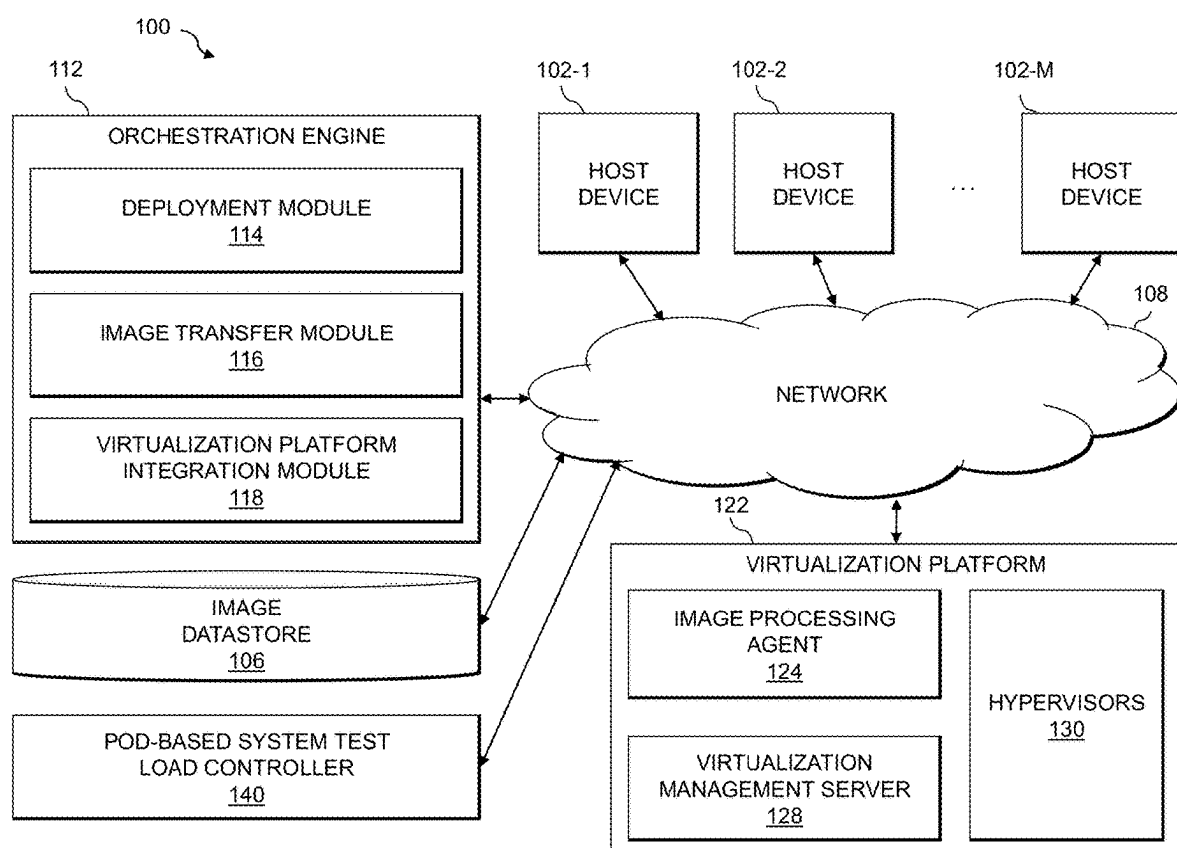 100
112
ORCHESTRATION ENGINE
DEPLOYMENT MODULE
114
IMAGE TRANSFER MODULE
116
VIRTUALIZATION PLATFORM
INTEGRATION MODULE
118
IMAGE
DATASTORE
106
POD-BASED SYSTEM TEST
LOAD CONTROLLER
140
102-1
HOST
DEVICE
102-2
HOST
DEVICE
...
102-M
HOST
DEVICE
108
NETWORK
122
VIRTUALIZATION PLATFORM
IMAGE PROCESSING
AGENT
124
VIRTUALIZATION
MANAGEMENT SERVER
128
HYPERVISORS
130